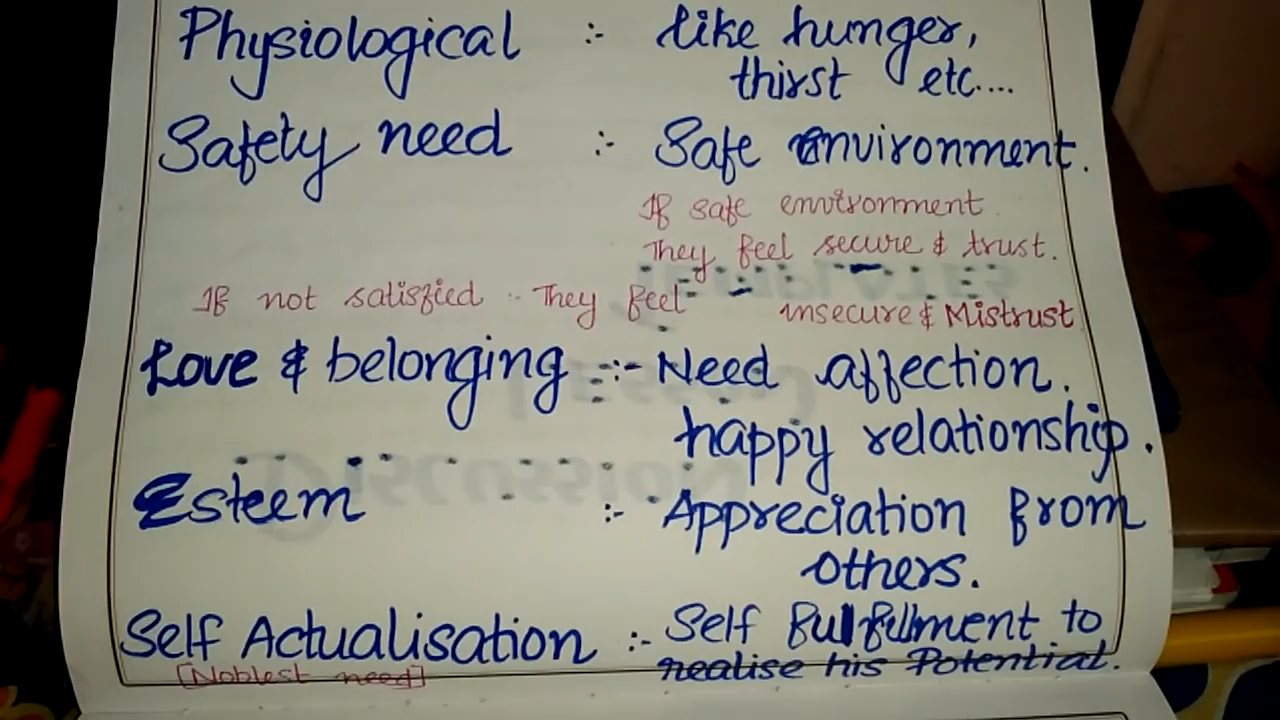 Physiological :- like hunger,
thirst etc....
Safety need :- Safe environment.
If safe environment
They feel secure & trust.
If not satisfied :- They feel insecure & Mistrust
Love & belonging :- Need affection.
happy relationship.
Esteem :- Appreciation from
others.
Self Actualisation :- Self fulfilment to
[Noblest need] realise his Potential.